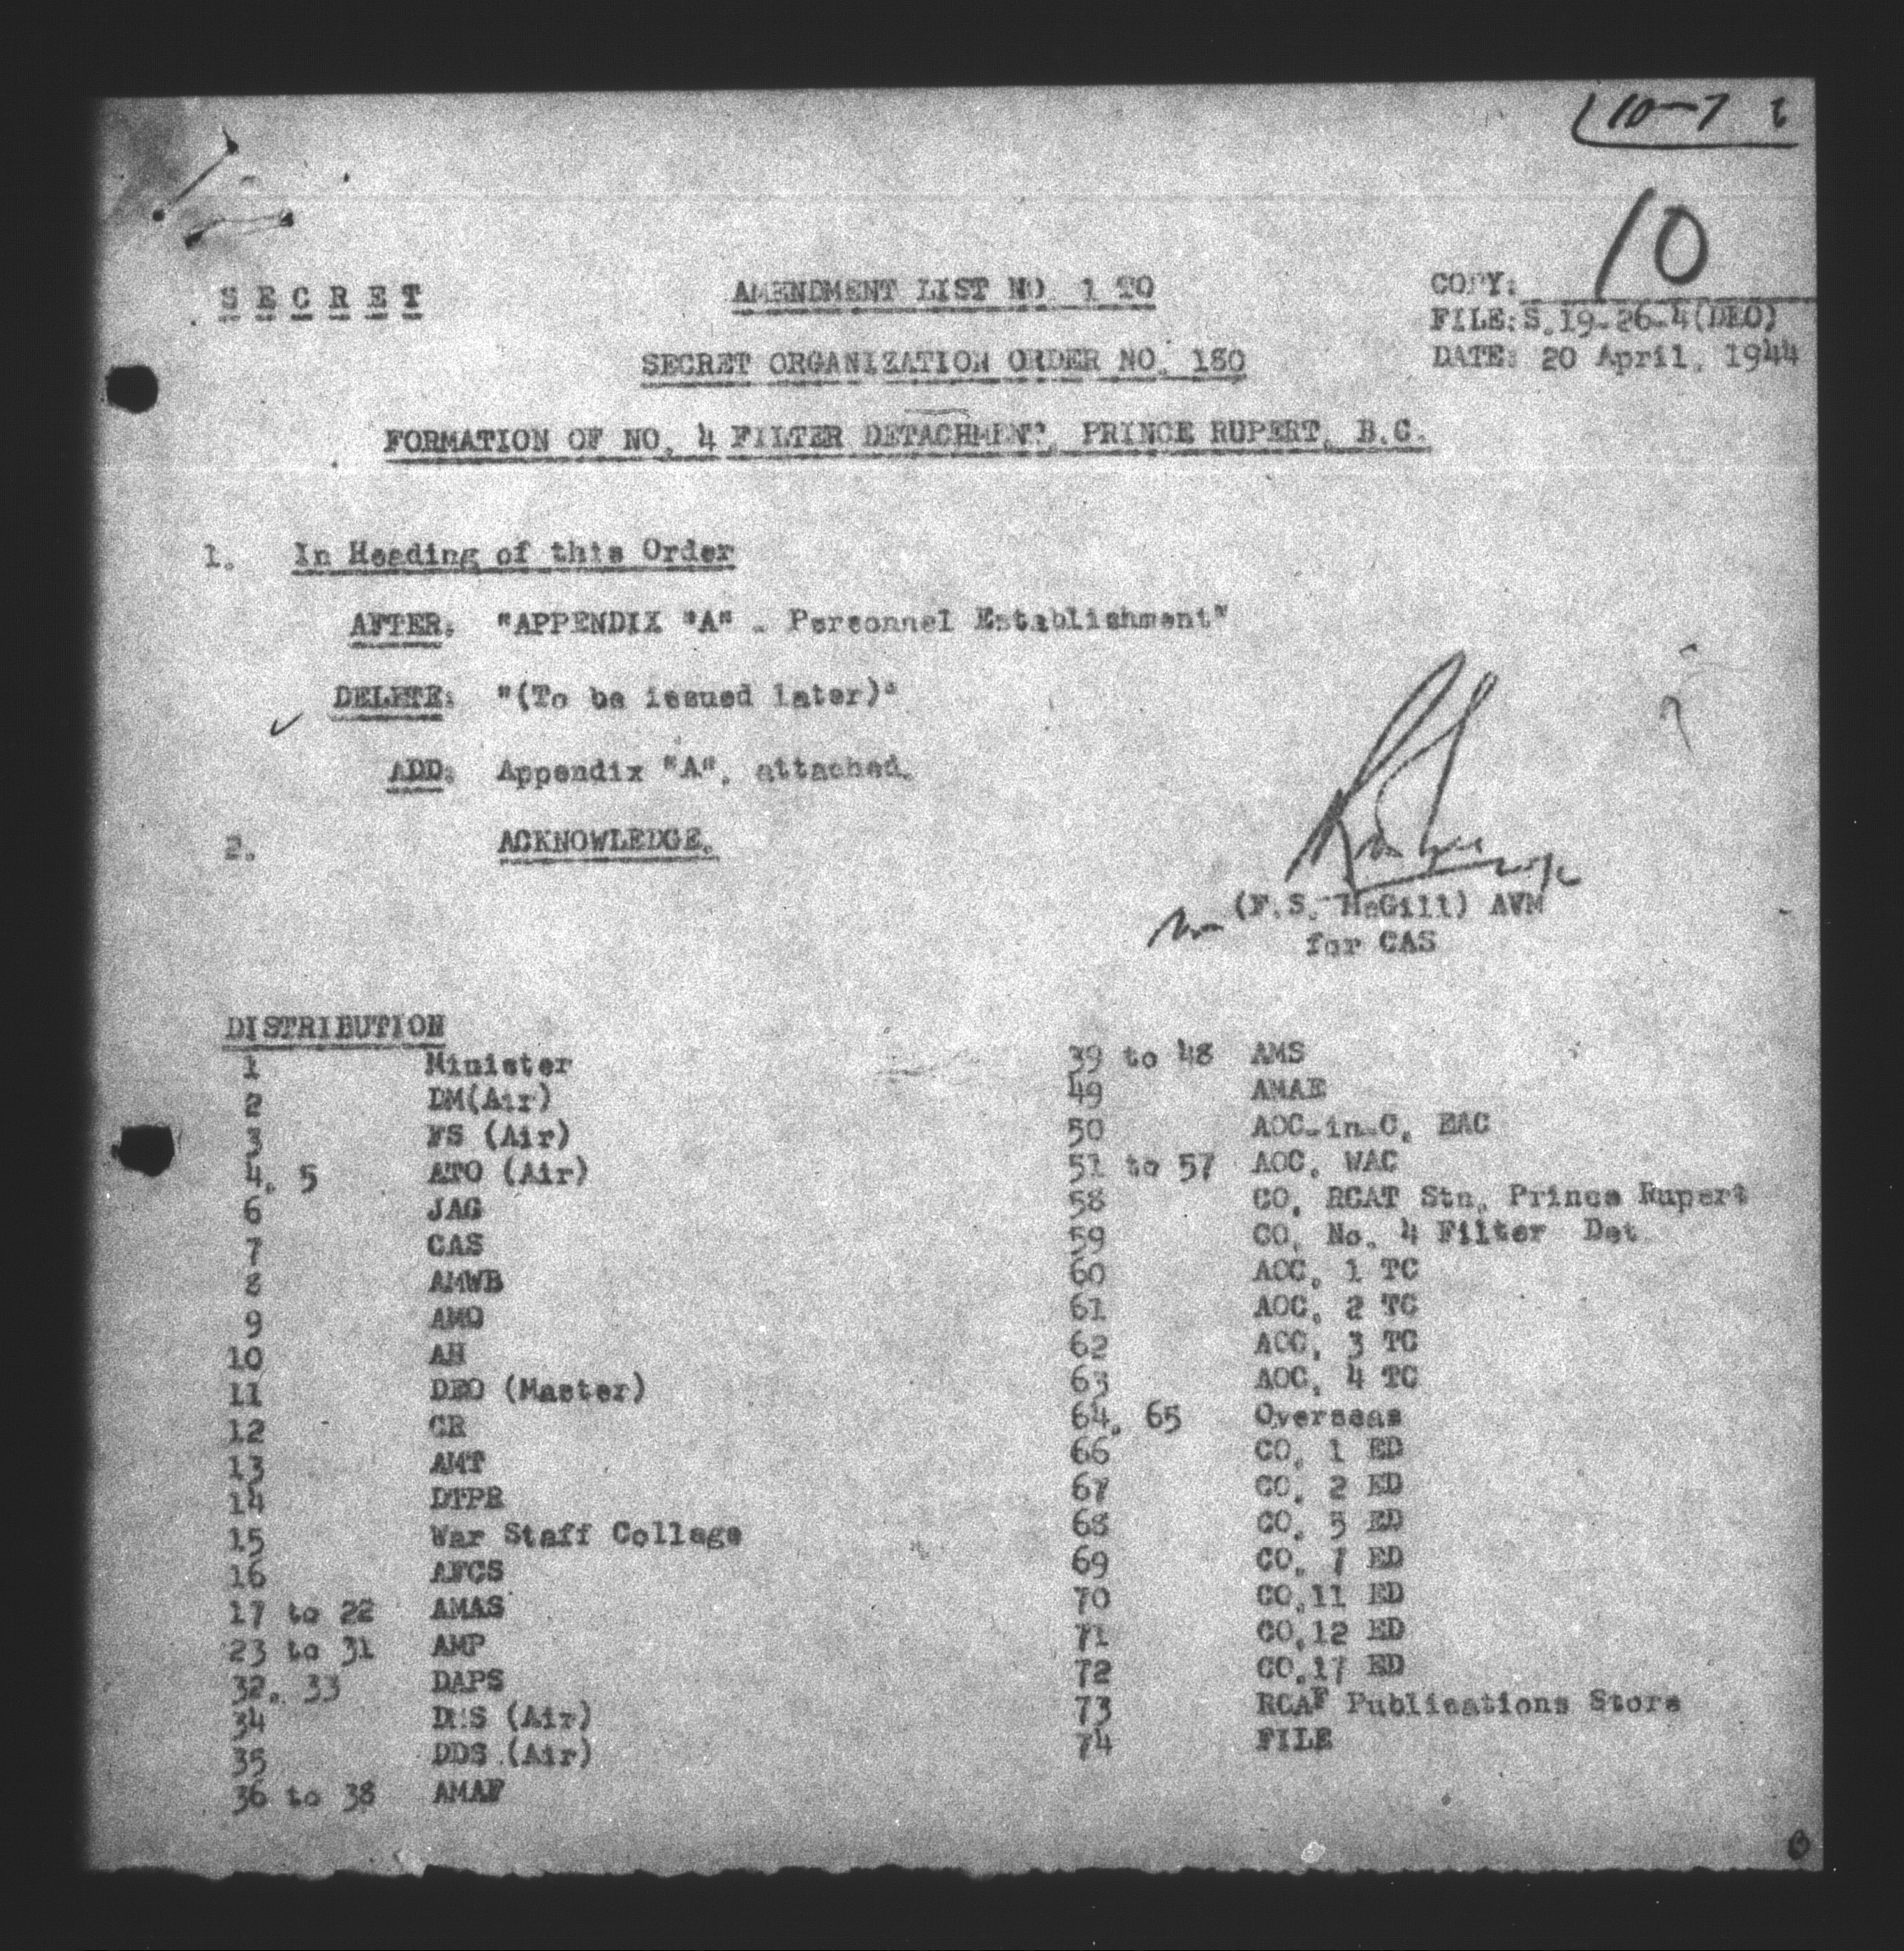 10-7
10
S E C R E T
AMENDMENT LIST NO. 1 TO
COPY:
FILE: S.19-26-4(DEO)
DATE: 20 April, 1944
SECRET ORGANIZATION ORDER NO. 180
FORMATION OF NO. 4 FILTER DETACHMENT, PRINCE RUPERT, B.C.
1. In Heading of this Order
AFTER: "APPENDIX "A" - Personnel Establishment"
DELETE: "(To be issued later)"
ADD: Appendix "A", attached.
2. ACKNOWLEDGE.
(F.S. McGill) AVM
for CAS
DISTRIBUTION
1 Minister
2 DM(Air)
3 FS (Air)
4, 5 ATO (Air)
6 JAG
7 CAS
8 AMWB
9 AMO
10 AH
11 DEO (Master)
12 CR
13 AMT
14 DTPR
15 War Staff College
16 AFCS
17 to 22 AMAS
23 to 31 AMP
32, 33 DAPS
34 (Air)
35 DDS (Air)
36 to 38 AMAF
39 to 48 AMS
49 AMAE
50 AOC-in-C, EAC
51 to 57 AOC, WAC
58 CO, RCAF Stn, Prince Rupert
59 CO, No. 4 Filter Det
60 AOC, 1 TC
61 AOC, 2 TC
62 AOC, 3 TC
63 AOC, 4 TC
64, 65 Overseas
66 CO, 1 ED
67 CO, 2 ED
68 CO, 5 ED
69 CO, 7 ED
70 CO,11 ED
71 CO,12 ED
72 CO,17 ED
73 RCAF Publications Store
74 FILE